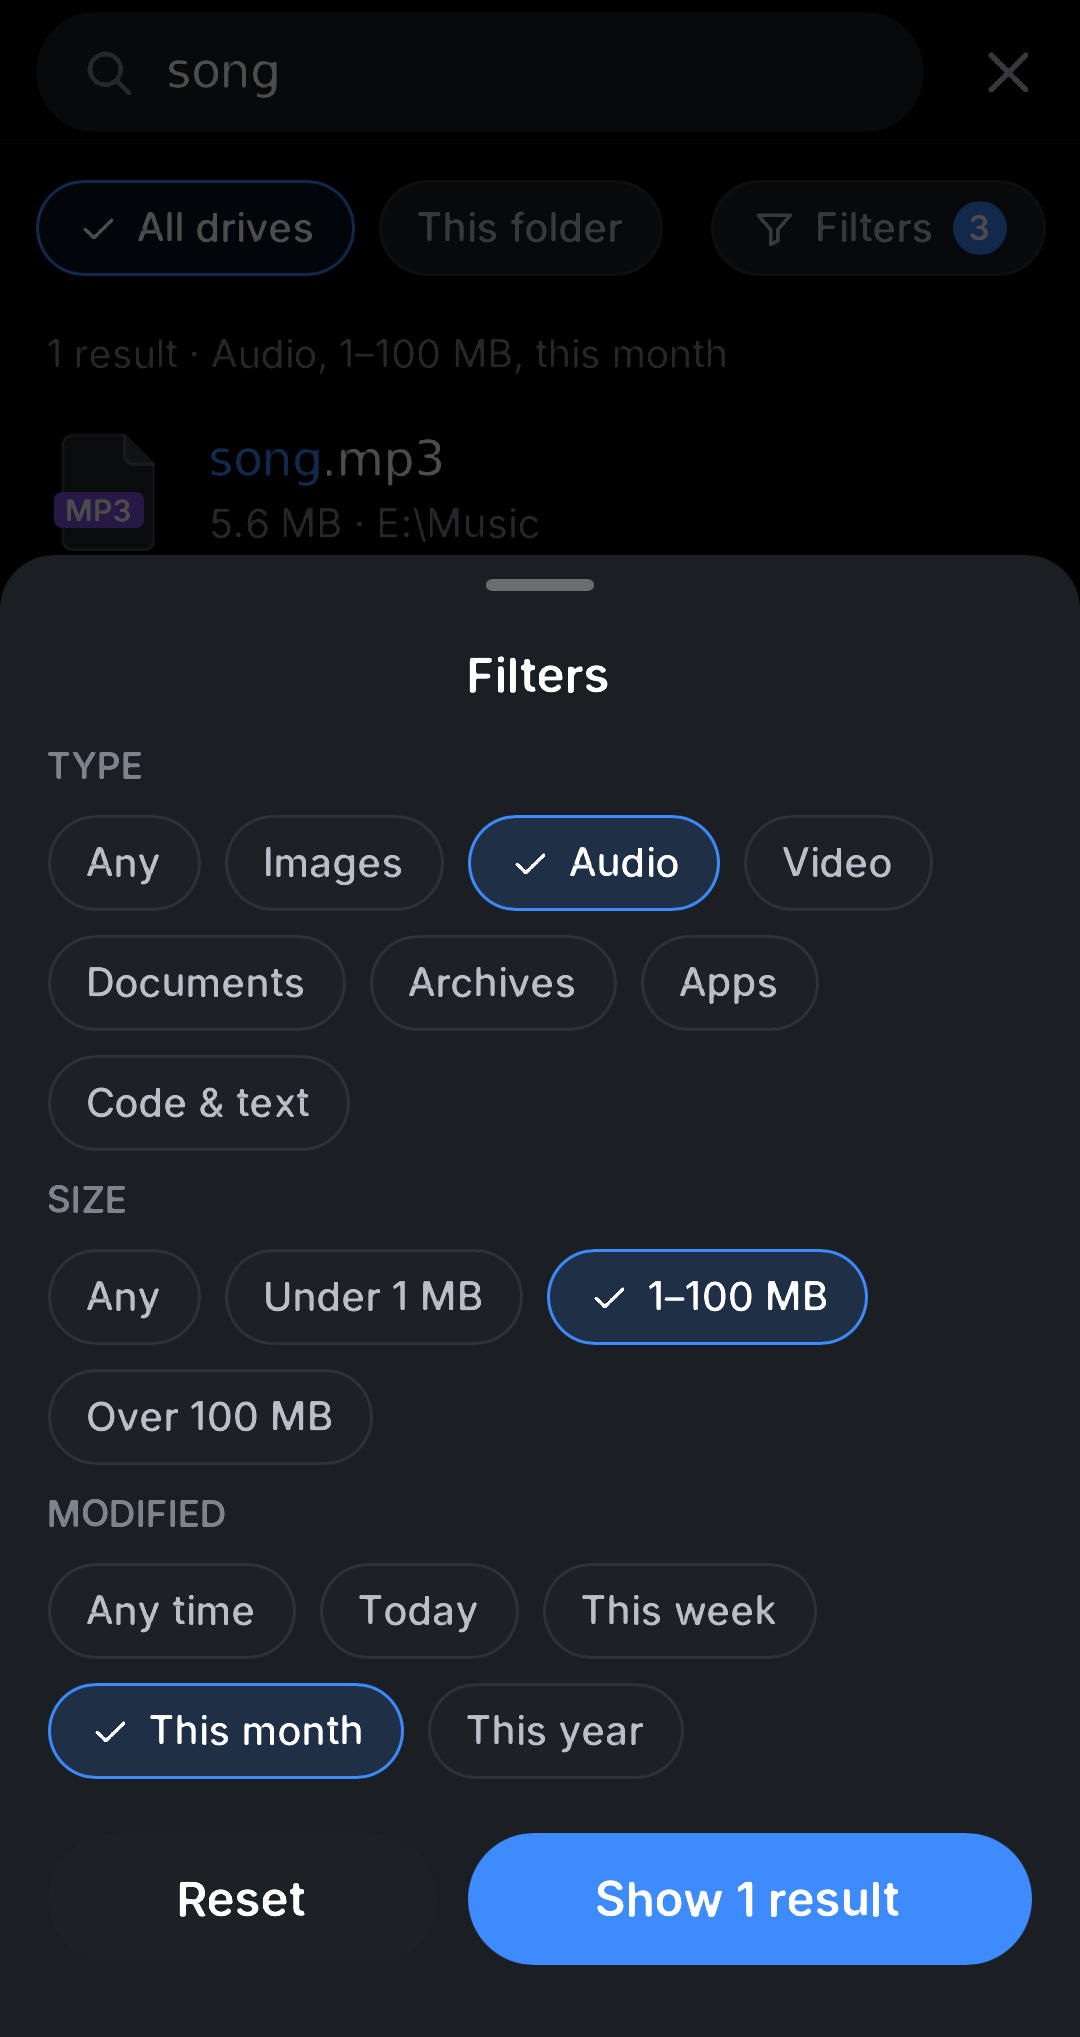 song
All drives This folder Filters 3
1 result · Audio, 1–100 MB, this month
song.mp3
MP3
5.6 MB · E:\Music
Filters
TYPE
Any Images Audio Video
Documents Archives Apps
Code & text
SIZE
Any Under 1 MB 1–100 MB
Over 100 MB
MODIFIED
Any time Today This week
This month This year
Reset Show 1 result